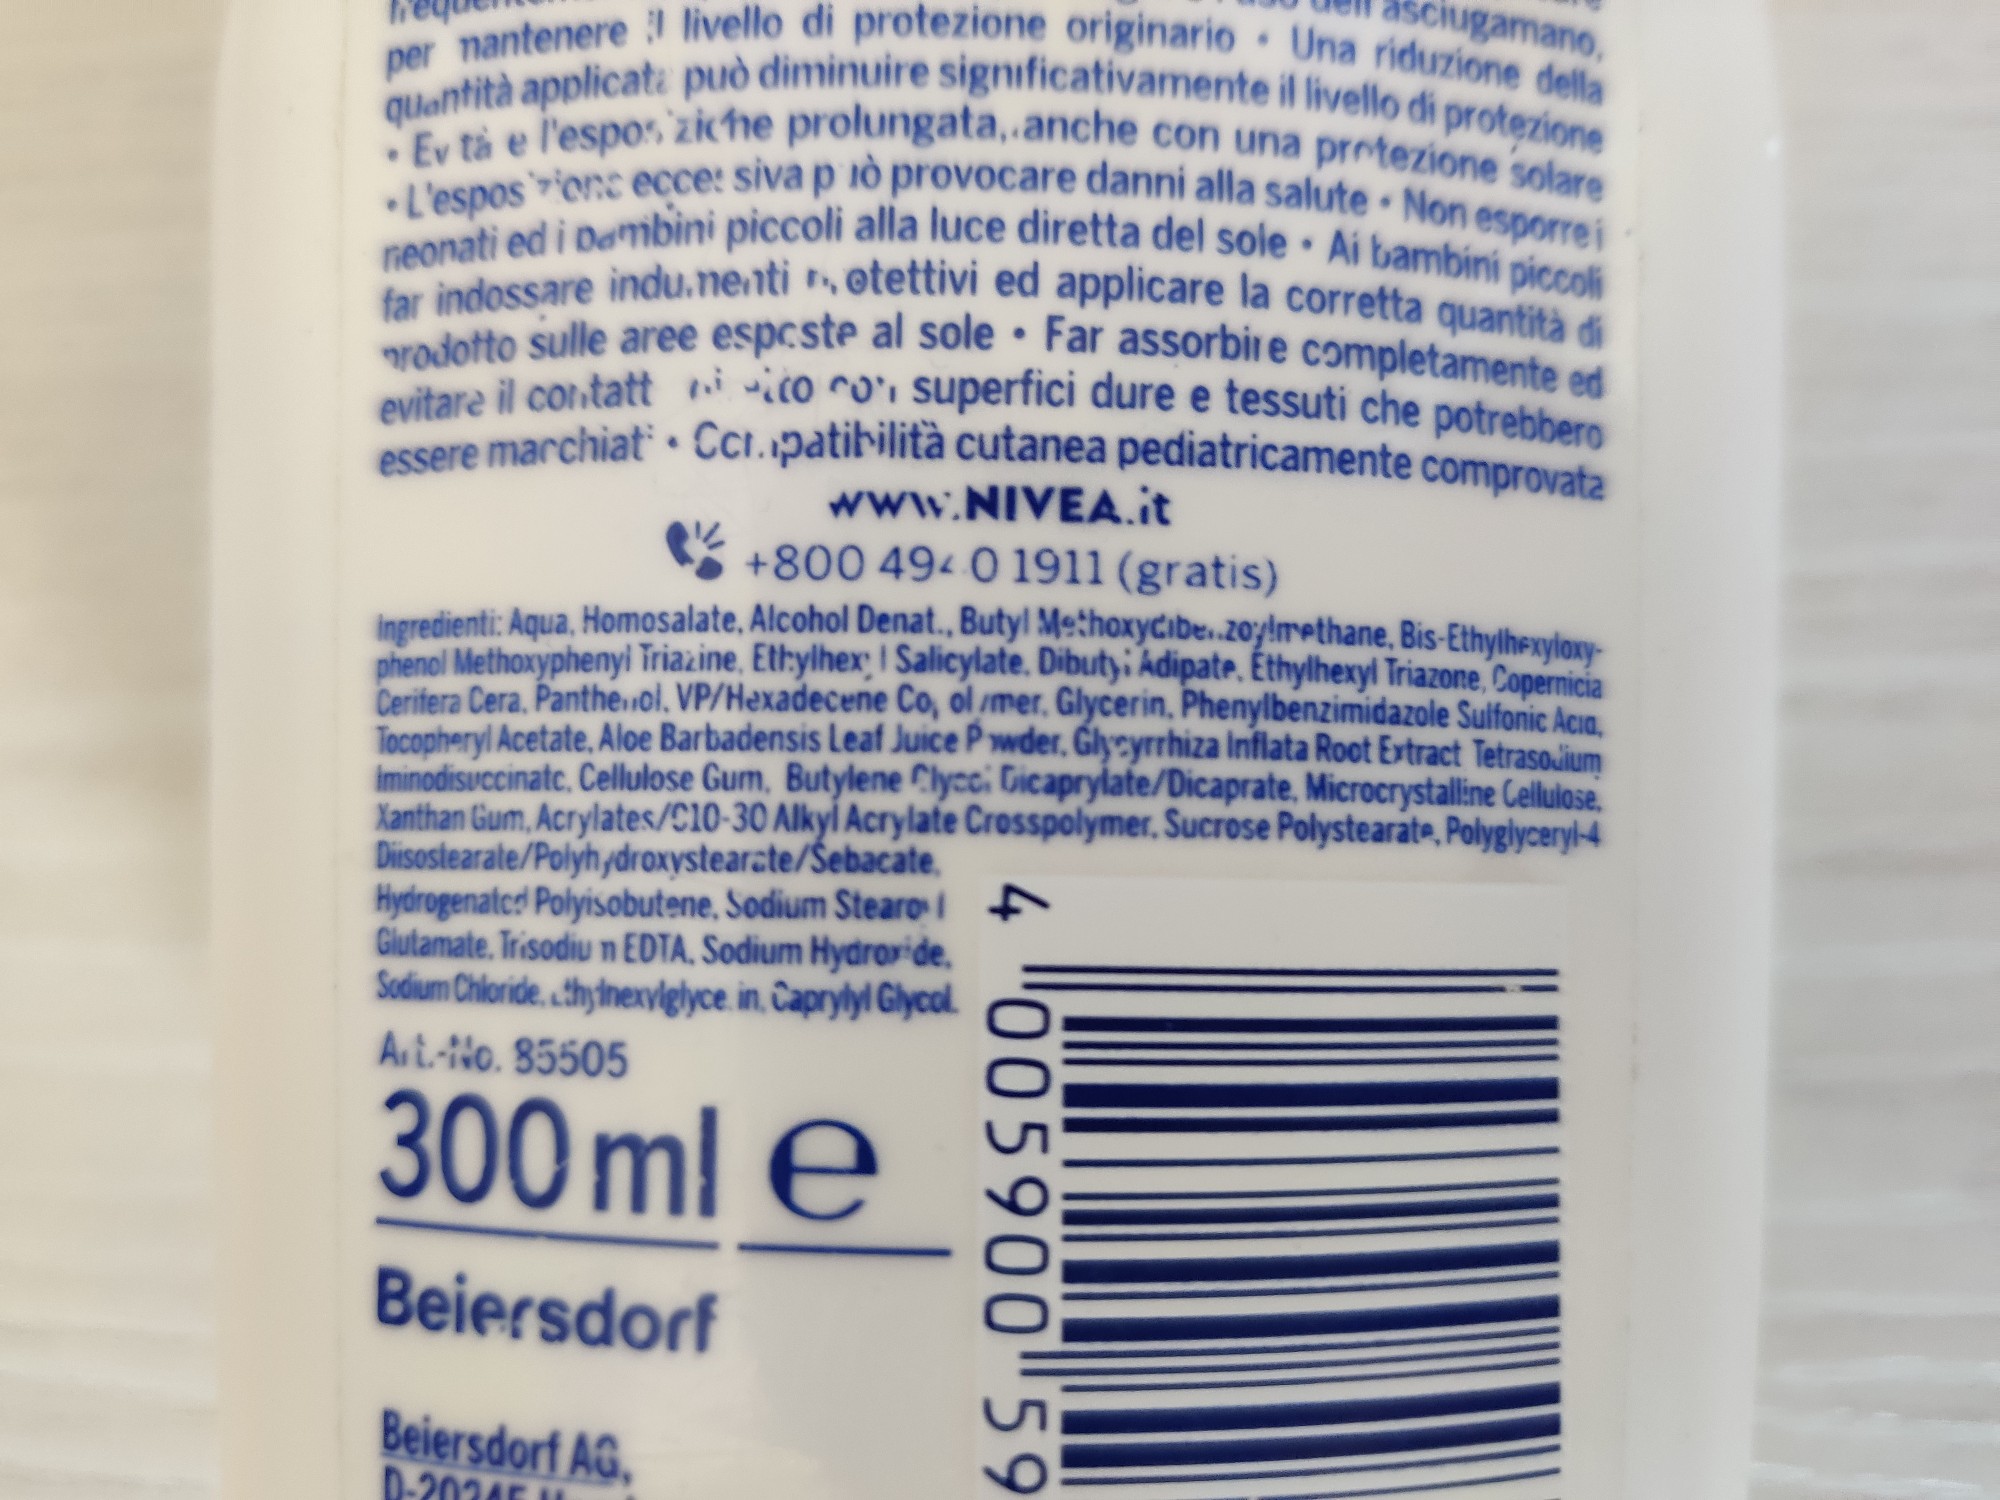 per mantenere il livello di protezione originario • Una riduzione della
quantità applicata può diminuire significativamente il livello di protezione
• Evitare l'esposizione prolungata, anche con una protezione solare
• L'esposizione eccessiva può provocare danni alla salute • Non esporre i
neonati ed i bambini piccoli alla luce diretta del sole • Ai bambini piccoli
far indossare indumenti protettivi ed applicare la corretta quantità di
prodotto sulle aree esposte al sole • Far assorbire completamente ed
evitare il contatto con superfici dure e tessuti che potrebbero
essere marchiati • Compatibilità cutanea pediatricamente comprovata
www.NIVEA.it
+800 1911 (gratis)
Ingredienti: Aqua, Homosalate, Alcohol Denat., Butyl Methoxydibenzoylmethane, Bis-Ethylhexyloxy-
phenol Methoxyphenyl Triazine, Ethylhexyl Salicylate, Dibutyl Adipate, Ethylhexyl Triazone, Copernicia
Cerifera Cera, Panthenol, VP/Hexadecene Copolymer, Glycerin, Phenylbenzimidazole Sulfonic Acid,
Tocopheryl Acetate, Aloe Barbadensis Leaf Juice Powder, Glycyrrhiza Inflata Root Extract Tetrasodium
Iminodisuccinate, Cellulose Gum, Butylene Glycol Dicaprylate/Dicaprate, Microcrystalline Cellulose,
Xanthan Gum, Acrylates/C10-30 Alkyl Acrylate Crosspolymer, Sucrose Polystearate, Polyglyceryl-4
Diisostearate/Polyhydroxystearate/Sebacate,
Hydrogenated Polyisobutene, Sodium Stearoyl
Glutamate, Trisodium EDTA, Sodium Hydroxide,
Sodium Chloride, Ethylhexylglycerin, Caprylyl Glycol.
Art.-No. 85505
300 ml e
Beiersdorf
Beiersdorf AG,
4 005900 59